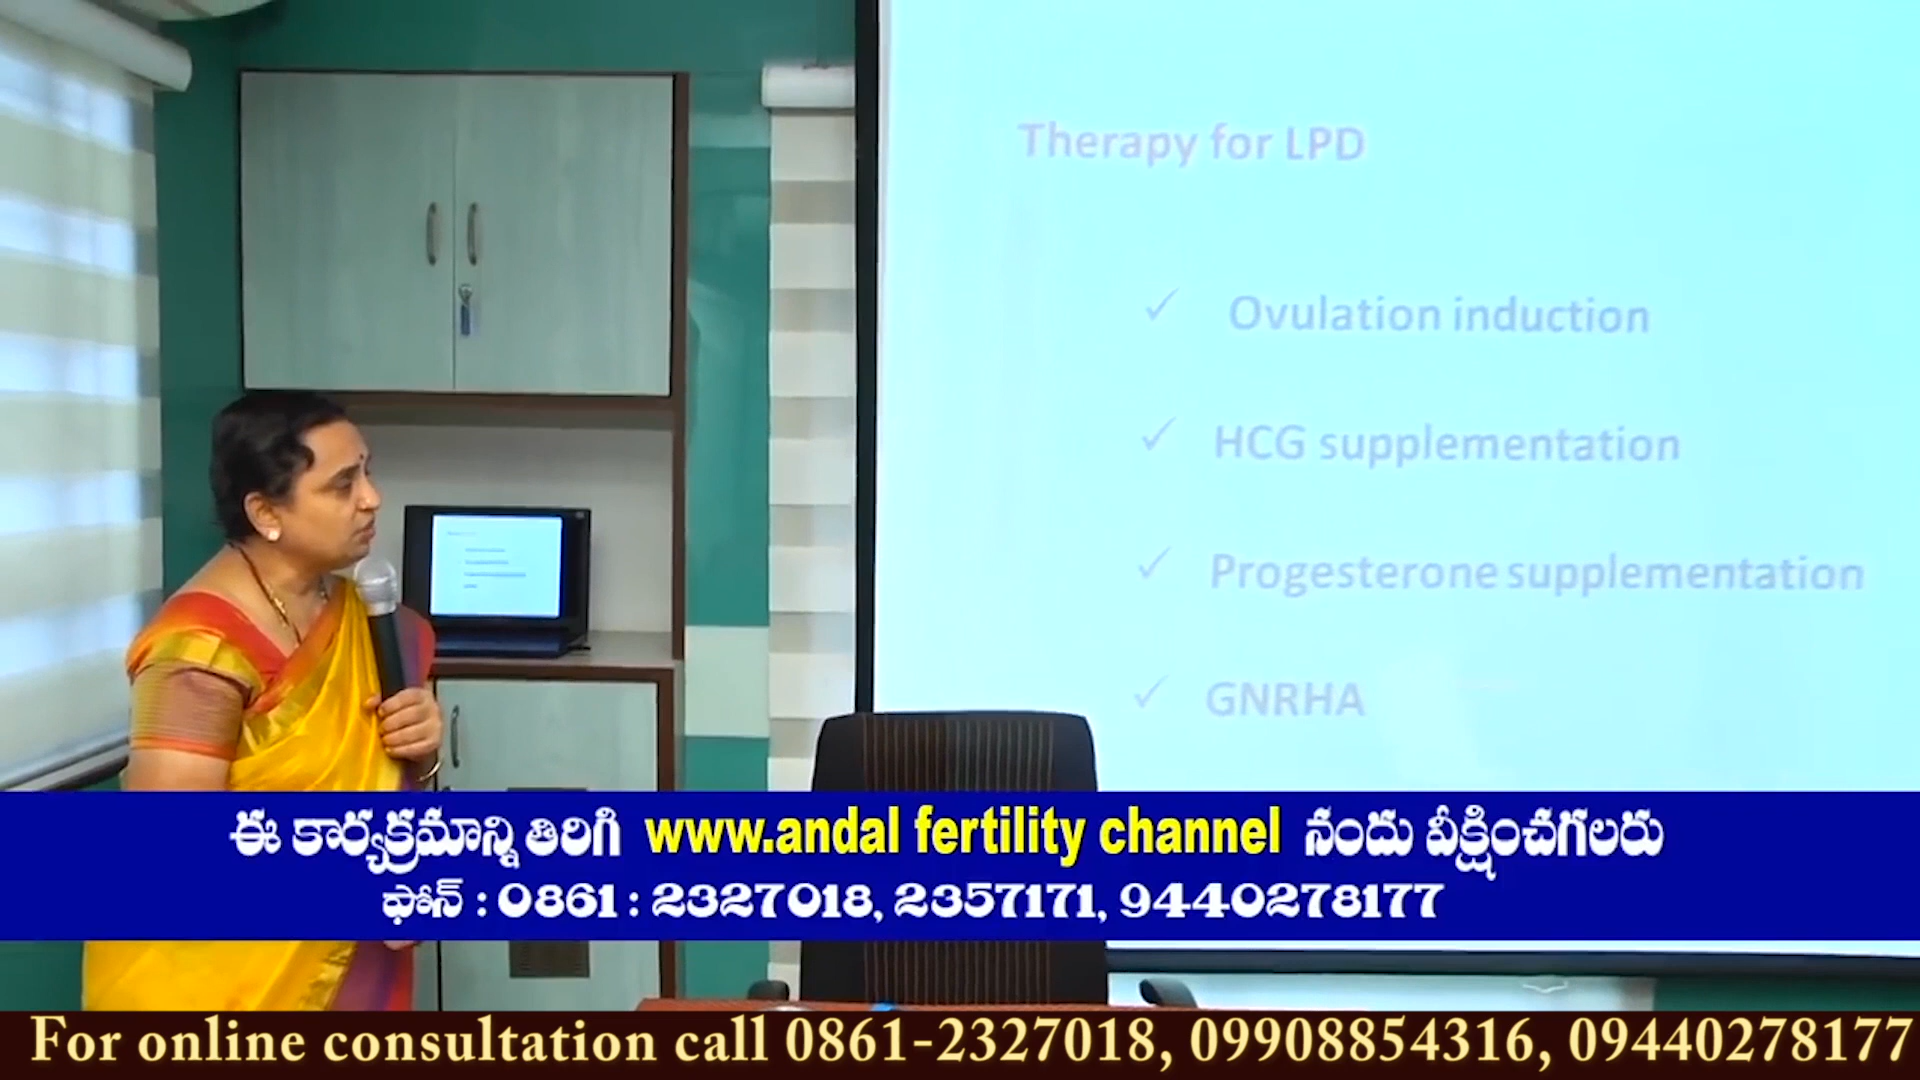 Therapy for LPD
✓ Ovulation induction
✓ HCG supplementation
✓ Progesterone supplementation
✓ GNRHA
ఈ కార్యక్రమాన్ని తిరిగి www.andal fertility channel నందు వీక్షించగలరు
ఫోన్ : 0861 : 2327018, 2357171, 9440278177
For online consultation call 0861-2327018, 09908854316, 09440278177